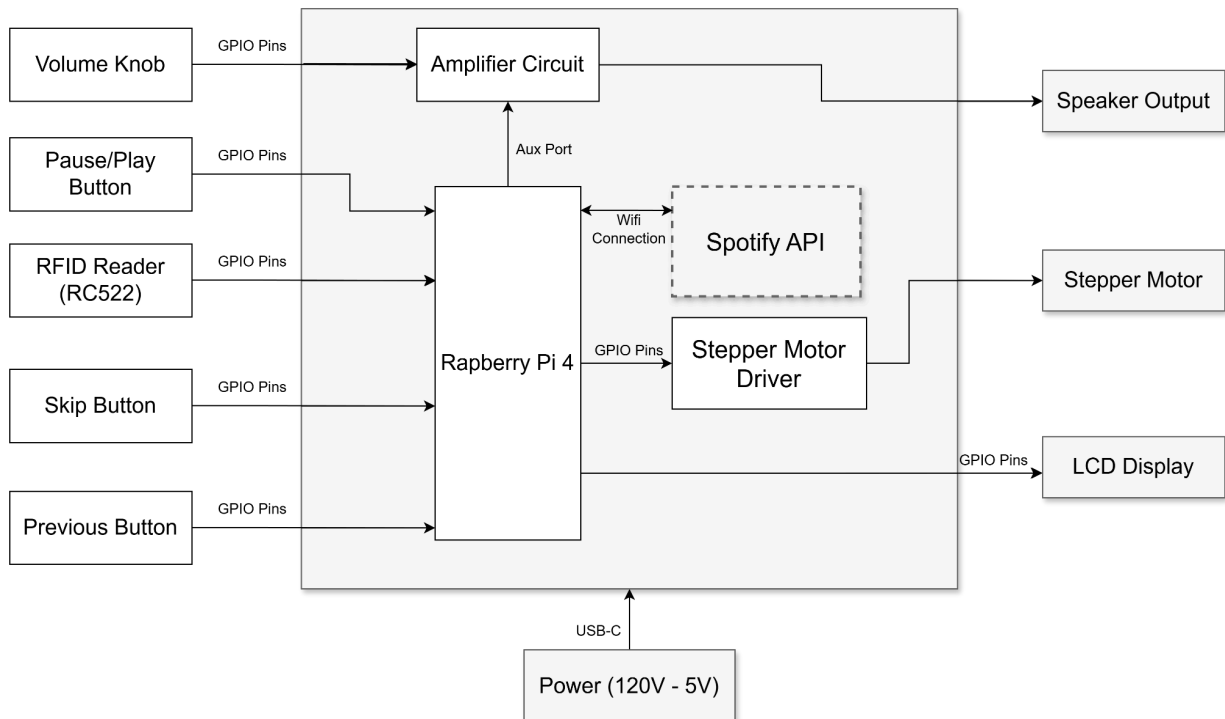 Volume Knob
GPIO Pins
Amplifier Circuit
Speaker Output
Aux Port
Pause/Play
Button
GPIO Pins
RFID Reader
(RC522)
GPIO Pins
Skip Button
GPIO Pins
Previous Button
GPIO Pins
Rapberry Pi 4
Wifi
Connection
Spotify API
GPIO Pins
Stepper Motor
Driver
Stepper Motor
GPIO Pins
LCD Display
USB-C
Power (120V - 5V)